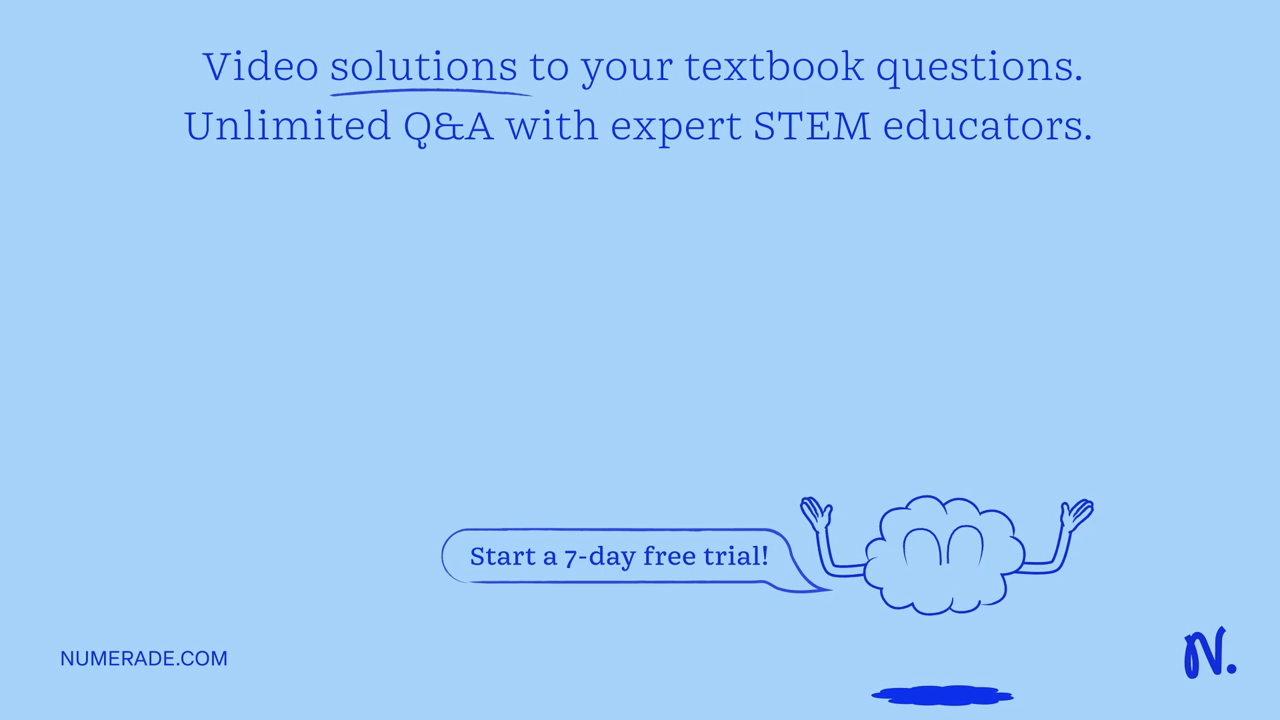 Video solutions to your textbook questions.
Unlimited Q&A with expert STEM educators.
Start a 7-day free trial!
NUMERADE.COM
N.